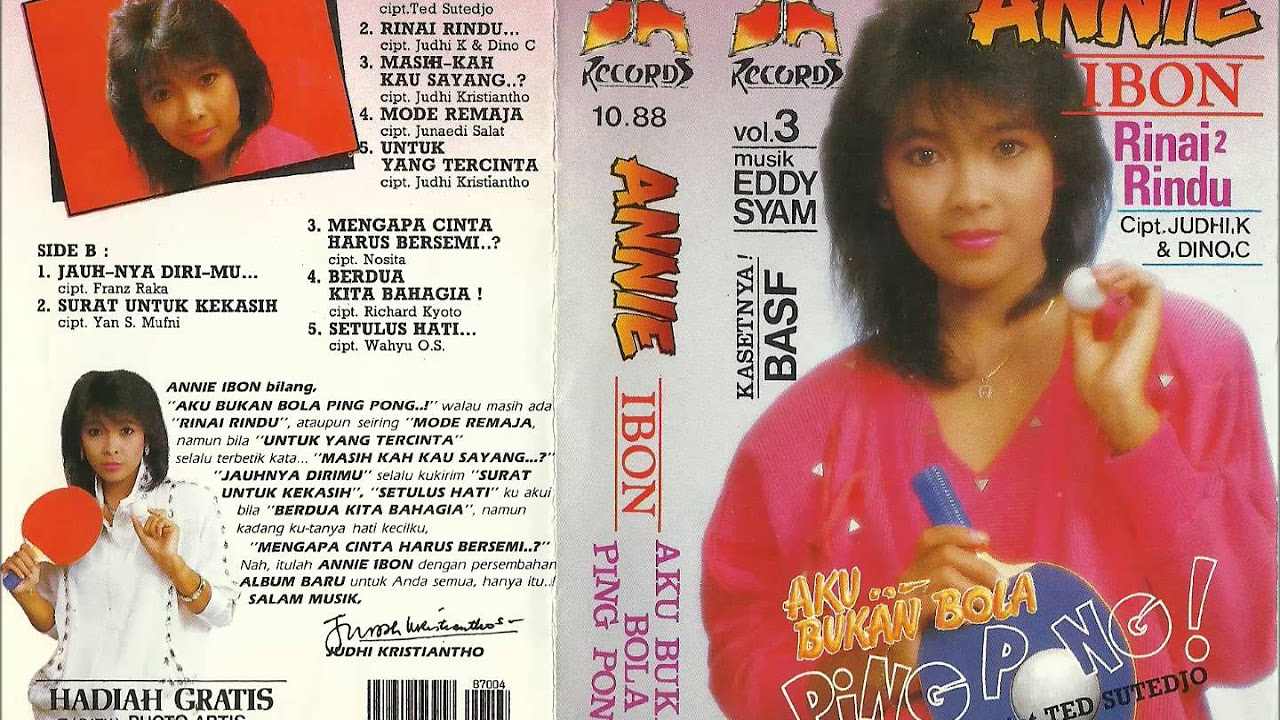 cipt.Ted Sutedjo
2. RINAI RINDU...
cipt. Judhi K & Dino C
3. MASIH-KAH
KAU SAYANG..?
cipt. Judhi Kristiantho
4. MODE REMAJA
cipt. Junaedi Salat
5. UNTUK
YANG TERCINTA
cipt. Judhi Kristiantho
SIDE B :
1. JAUH-NYA DIRI-MU...
cipt. Franz Raka
2. SURAT UNTUK KEKASIH
cipt. Yan S. Mufni
3. MENGAPA CINTA
HARUS BERSEMI..?
cipt. Nosita
4. BERDUA
KITA BAHAGIA !
cipt. Richard Kyoto
5. SETULUS HATI...
cipt. Wahyu O.S.
ANNIE IBON bilang,
"AKU BUKAN BOLA PING PONG..!" walau masih ada
"RINAI RINDU", ataupun seiring "MODE REMAJA,
namun bila "UNTUK YANG TERCINTA"
selalu terbetik kata... "MASIH KAH KAU SAYANG...?"
"JAUHNYA DIRIMU" selalu kukirim "SURAT
UNTUK KEKASIH", "SETULUS HATI" ku akui
bila "BERDUA KITA BAHAGIA", namun
kadang ku-tanya hati kecilku,
"MENGAPA CINTA HARUS BERSEMI..?"
Nah, itulah ANNIE IBON dengan persembahan
ALBUM BARU untuk Anda semua, hanya itu..!
SALAM MUSIK,
JUDHI KRISTIANTHO
HADIAH GRATIS
PHOTO ARTIS
87004
RECORDS
10.88
ANNIE
IBON
AKU BUK
BOLA
PING PON
RECORDS
vol.3
musik
EDDY
SYAM
KASETNYA!
BASF
ANNIE
IBON
Rinai2
Rindu
Cipt.JUDHI.K
& DINO.C
AKU ...
BUKAN BOLA
PING PONG!
TED SUTEDJO